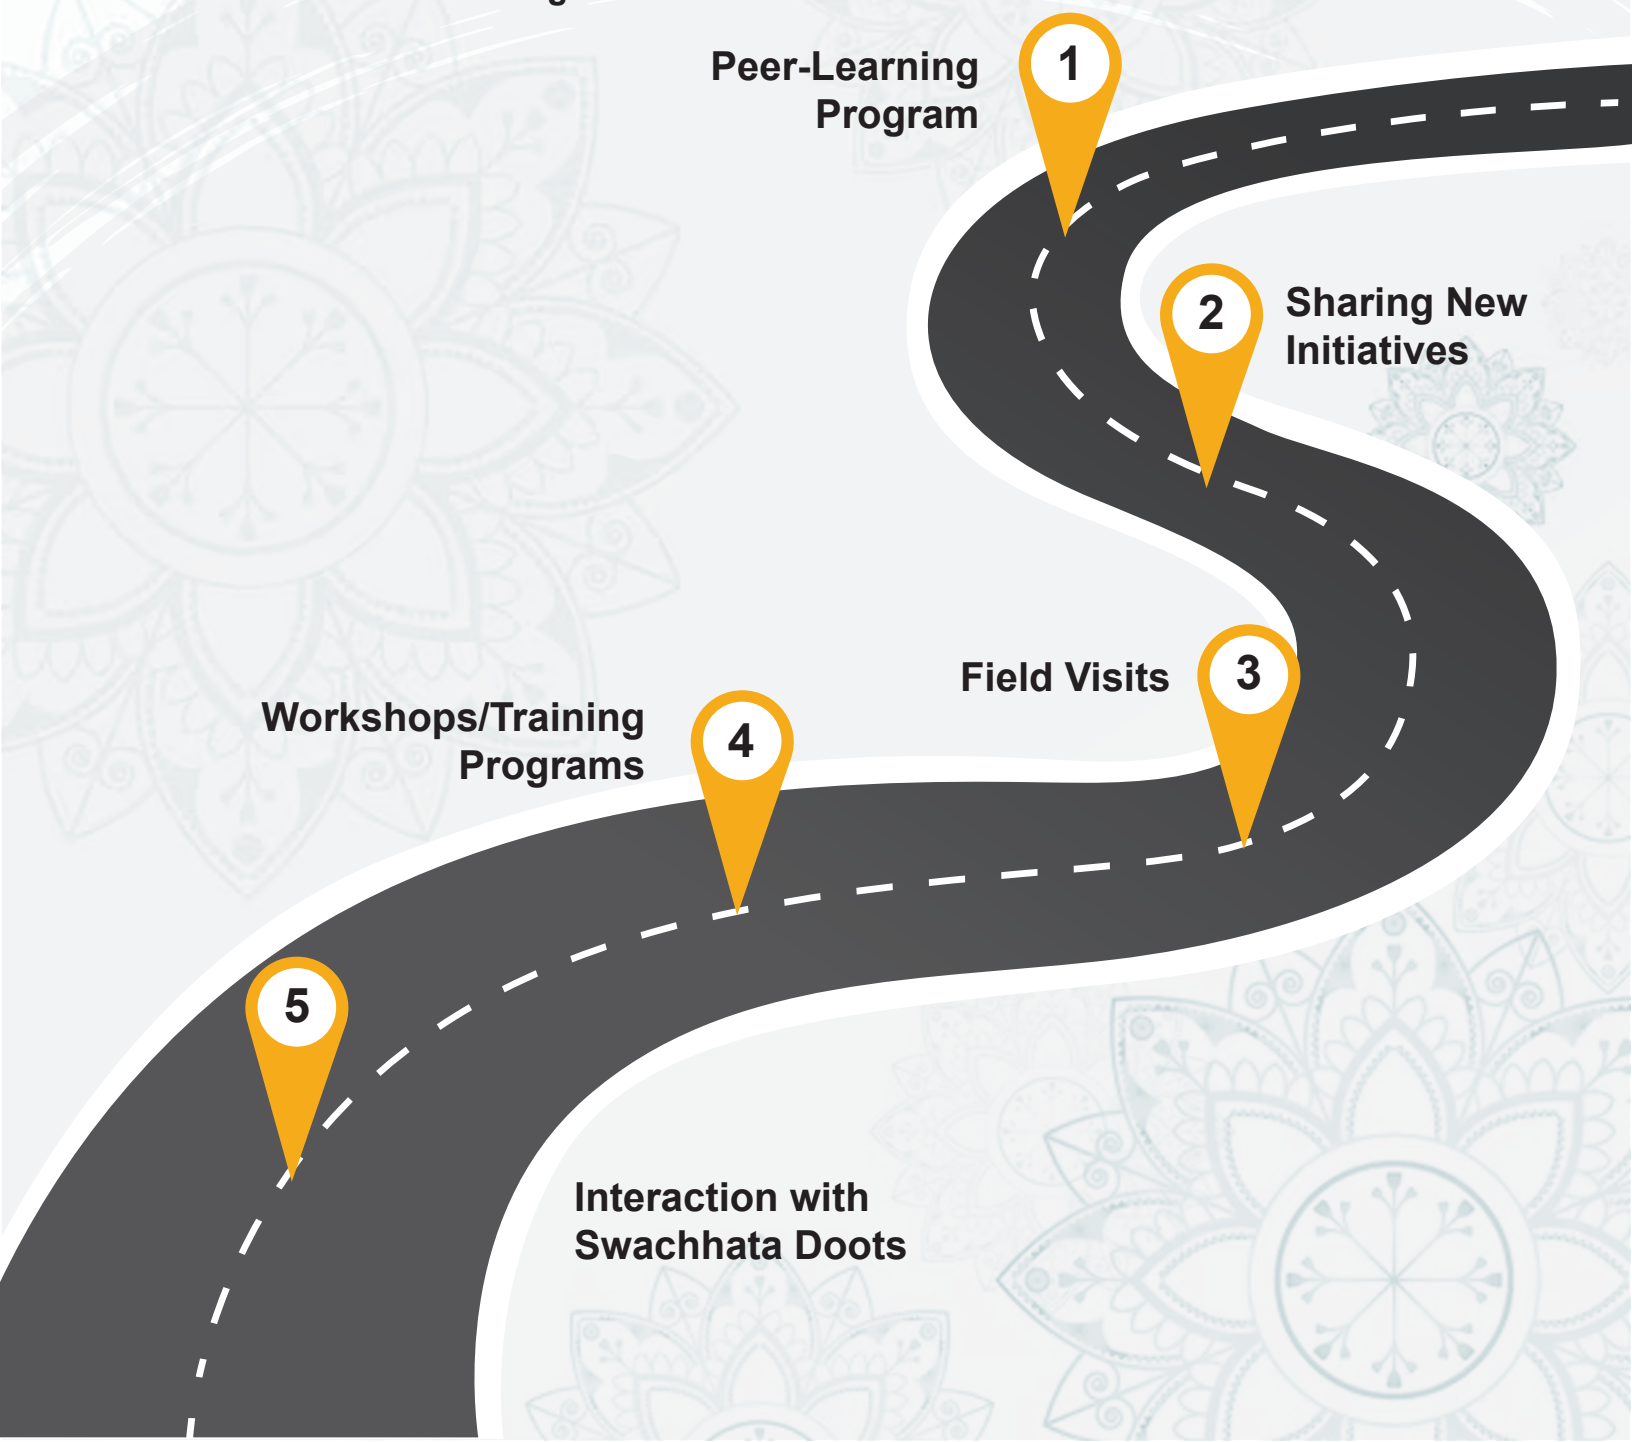 1
Peer-Learning
Program
2
Sharing New
Initiatives
3
Field Visits
4
Workshops/Training
Programs
5
Interaction with
Swachhata Doots